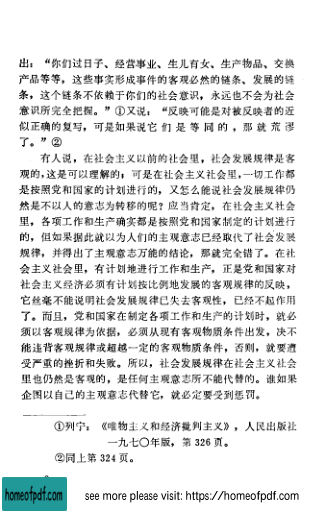 出：“你们过日子、经营事业、生儿育女、生产物品、交换
产品等等，这些事实形成事件的客观必然的链条、发展的链
条，这个链条不依赖于你们的社会意识，永远也不会为社会
意识所完全把握。”①又说：“反映可能是对被反映者的近
似正确的复写，可是如果说它们是等同的，那就荒谬
了。”②
有人说，在社会主义以前的社会里，社会发展规律是客
观的，这是可以理解的；可是在社会主义社会里，一切工作都
是按照党和国家的计划进行的，又怎么能说社会发展规律仍
然是不以人的意志为转移的呢？应当肯定，在社会主义社会
里，各项工作和生产确实都是按照党和国家制定的计划进行
的，但如果据此就以为人们的主观意志已经取代了社会发展
规律，并得出了主观意志万能的结论，那就完全错了。在社
会主义社会里，有计划地进行工作和生产，正是党和国家对
社会主义经济必须有计划按比例地发展的客观规律的反映，
它丝毫不能说明社会发展规律已失去客观性，已经不起作用
了。而且，党和国家在制定各项工作和生产的计划时，就必
须以客观规律为依据，必须从现有客观物质条件出发，决不
能违背客观规律或超越一定的客观物质条件，否则，就要遭
受严重的挫折和失败。所以，社会发展规律在社会主义社会
里也仍然是客观的，是任何主观意志所不能代替的。谁如果
企图以自己的主观意志代替它，就必定要受到惩罚。
①列宁：《唯物主义和经济批判主义》，人民出版社
一九七〇年版，第 326 页。
②同上第 324 页。
homeofpdf.com
see more please visit: https://homeofpdf.com